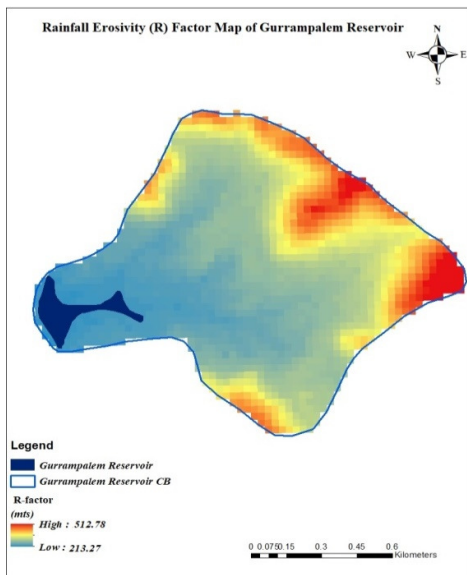 Rainfall Erosivity (R) Factor Map of Gurrampalem Reservoir
N
W E
S
Legend
Gurrampalem Reservoir
Gurrampalem Reservoir CB
R-factor
(mts)
High : 512.78
Low : 213.27
0 0.075 0.15 0.3 0.45 0.6
Kilometers